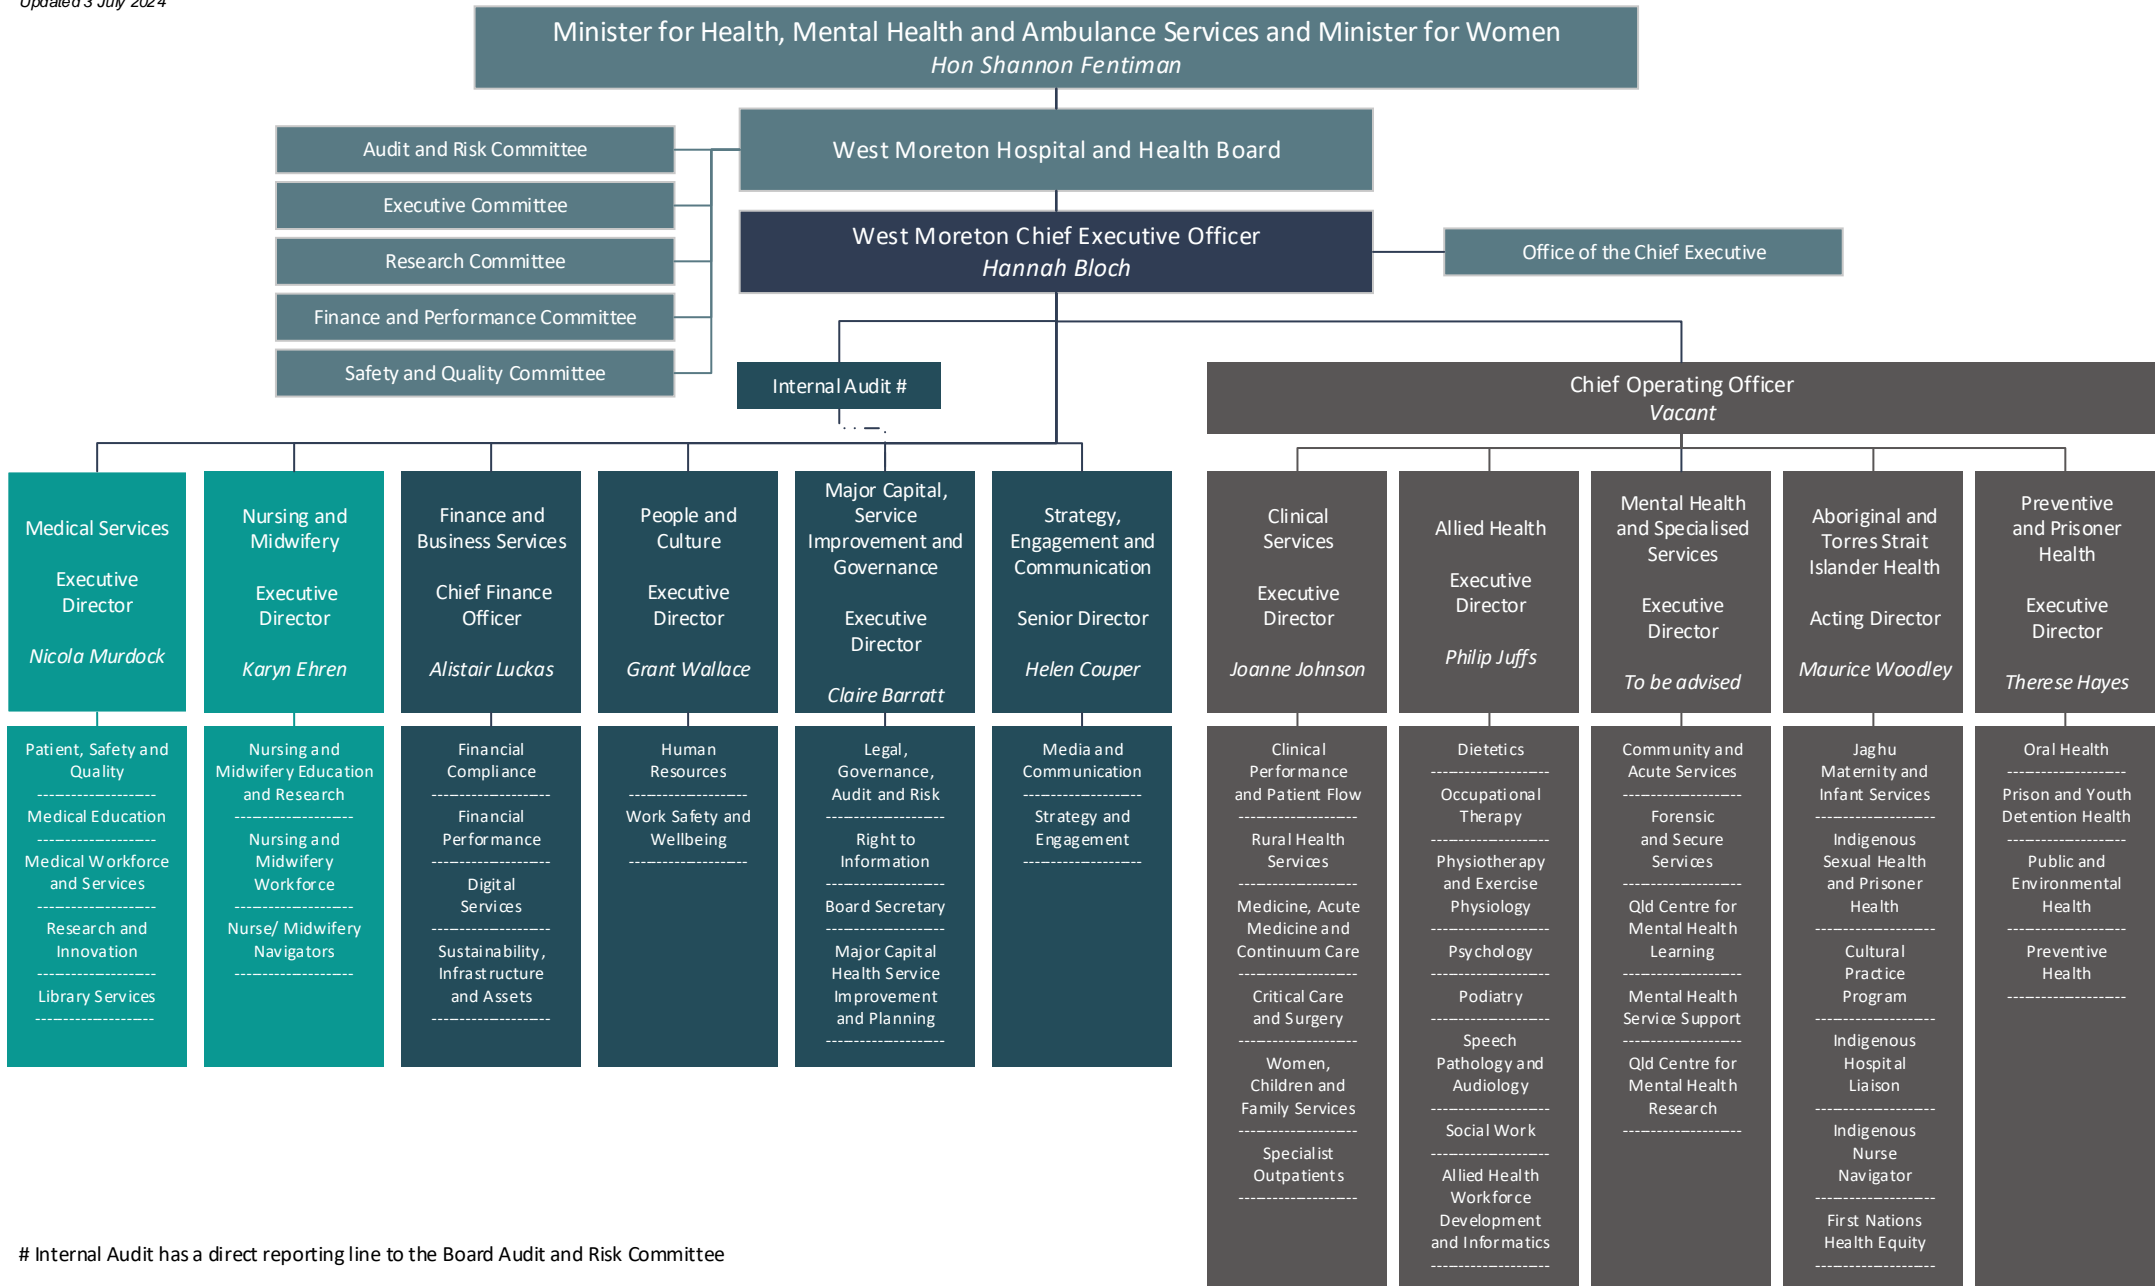 Updated 3 July 2024
Minister for Health, Mental Health and Ambulance Services and Minister for Women
Hon Shannon Fentiman
West Moreton Hospital and Health Board
Audit and Risk Committee
Executive Committee
Research Committee
Finance and Performance Committee
Safety and Quality Committee
West Moreton Chief Executive Officer
Hannah Bloch
Office of the Chief Executive
Internal Audit #
Chief Operating Officer
Vacant
Medical Services
Executive
Director
Nicola Murdock
Patient, Safety and
Quality
Medical Education
Medical Workforce
and Services
Research and
Innovation
Library Services
Nursing and
Midwifery
Executive
Director
Karyn Ehren
Nursing and
Midwifery Education
and Research
Nursing and
Midwifery
Workforce
Nurse/ Midwifery
Navigators
Finance and
Business Services
Chief Finance
Officer
Alistair Luckas
Financial
Compliance
Financial
Performance
Digital
Services
Sustainability,
Infrastructure
and Assets
People and
Culture
Executive
Director
Grant Wallace
Human
Resources
Work Safety and
Wellbeing
Major Capital,
Service
Improvement and
Governance
Executive
Director
Claire Barratt
Legal,
Governance,
Audit and Risk
Right to
Information
Board Secretary
Major Capital
Health Service
Improvement
and Planning
Strategy,
Engagement and
Communication
Senior Director
Helen Couper
Media and
Communication
Strategy and
Engagement
Clinical
Services
Executive
Director
Joanne Johnson
Clinical
Performance
and Patient Flow
Rural Health
Services
Medicine, Acute
Medicine and
Continuum Care
Critical Care
and Surgery
Women,
Children and
Family Services
Specialist
Outpatients
Allied Health
Executive
Director
Philip Juffs
Dietetics
Occupational
Therapy
Physiotherapy
and Exercise
Physiology
Psychology
Podiatry
Speech
Pathology and
Audiology
Social Work
Allied Health
Workforce
Development
and Informatics
Mental Health
and Specialised
Services
Executive
Director
To be advised
Community and
Acute Services
Forensic
and Secure
Services
Qld Centre for
Mental Health
Learning
Mental Health
Service Support
Qld Centre for
Mental Health
Research
Aboriginal and
Torres Strait
Islander Health
Acting Director
Maurice Woodley
Jaghu
Maternity and
Infant Services
Indigenous
Sexual Health
and Prisoner
Health
Cultural
Practice
Program
Indigenous
Hospital
Liaison
Indigenous
Nurse
Navigator
First Nations
Health Equity
Preventive
and Prisoner
Health
Executive
Director
Therese Hayes
Oral Health
Prison and Youth
Detention Health
Public and
Environmental
Health
Preventive
Health
# Internal Audit has a direct reporting line to the Board Audit and Risk Committee